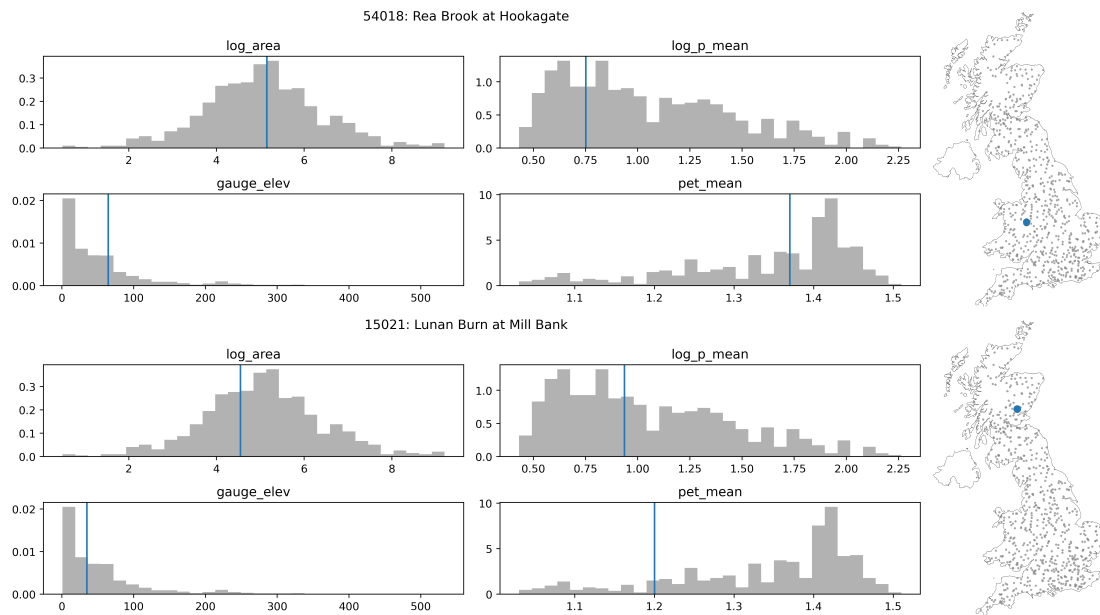 54018: Rea Brook at Hookagate
log_area
log_p_mean
0.3
0.2
0.1
0.0
2 4 6 8
1.0
0.5
0.0
0.50 0.75 1.00 1.25 1.50 1.75 2.00 2.25
gauge_elev
pet_mean
0.02
0.01
0.00
0 100 200 300 400 500
10
5
0
1.1 1.2 1.3 1.4 1.5
15021: Lunan Burn at Mill Bank
log_area
log_p_mean
0.3
0.2
0.1
0.0
2 4 6 8
1.0
0.5
0.0
0.50 0.75 1.00 1.25 1.50 1.75 2.00 2.25
gauge_elev
pet_mean
0.02
0.01
0.00
0 100 200 300 400 500
10
5
0
1.1 1.2 1.3 1.4 1.5